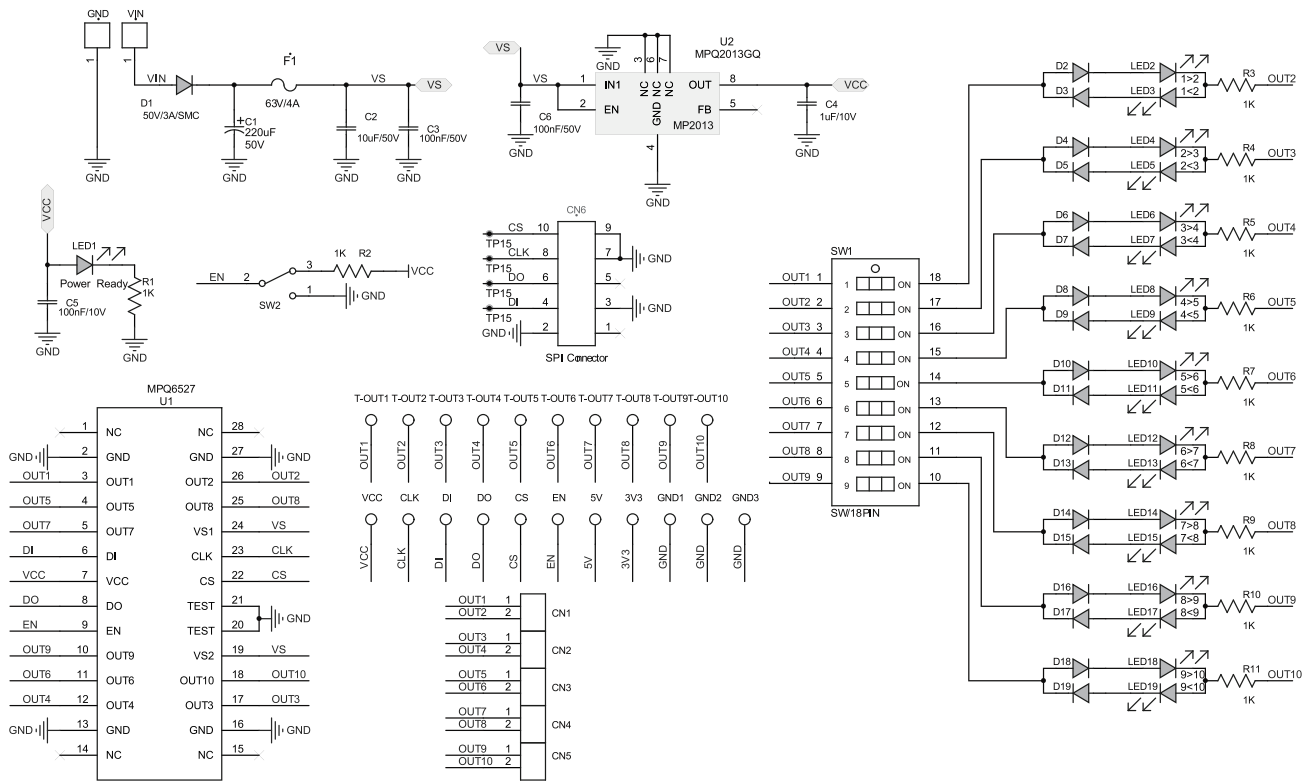 GND VIN
1 1
VIN
D1
50V/3A/SMC
F1
63V/4A
VS
VS
+C1
220uF
50V
C2
10uF/50V
C3
100nF/50V
GND GND GND GND
VS
VS
1 IN1
2 EN
C6
100nF/50V
GND
GND
3 6 7
NC NC NC
U2
MPQ2013GQ
OUT 8
FB 5
GND
MP2013
4
GND
VCC
C4
1uF/10V
GND
VCC
LED1
Power Ready
R1
1K
C5
100nF/10V
GND GND
EN 2
3
1
SW2
1K R2
VCC
GND
CN6
CS 10 9
TP15
CLK 8 7 GND
TP15
DO 6 5
TP15
DI 4 3 GND
TP15
GND 2 1
SPI Connector
SW1
OUT1 1 1 ON 18
OUT2 2 2 ON 17
OUT3 3 3 ON 16
OUT4 4 4 ON 15
OUT5 5 5 ON 14
OUT6 6 6 ON 13
OUT7 7 7 ON 12
OUT8 8 8 ON 11
OUT9 9 9 ON 10
SW/18PIN
D2 LED2 1>2 R3 OUT2
D3 LED3 1<2 1K
D4 LED4 2>3 R4 OUT3
D5 LED5 2<3 1K
D6 LED6 3>4 R5 OUT4
D7 LED7 3<4 1K
D8 LED8 4>5 R6 OUT5
D9 LED9 4<5 1K
D10 LED10 5>6 R7 OUT6
D11 LED11 5<6 1K
D12 LED12 6>7 R8 OUT7
D13 LED13 6<7 1K
D14 LED14 7>8 R9 OUT8
D15 LED15 7<8 1K
D16 LED16 8>9 R10 OUT9
D17 LED17 8<9 1K
D18 LED18 9>10 R11 OUT10
D19 LED19 9<10 1K
MPQ6527
U1
1 NC NC 28
GND 2 GND GND 27 GND
OUT1 3 OUT1 OUT2 26 OUT2
OUT5 4 OUT5 OUT8 25 OUT8
OUT7 5 OUT7 VS1 24 VS
DI 6 DI CLK 23 CLK
VCC 7 VCC CS 22 CS
DO 8 DO TEST 21
GND
EN 9 EN TEST 20
OUT9 10 OUT9 VS2 19 VS
OUT6 11 OUT6 OUT10 18 OUT10
OUT4 12 OUT4 OUT3 17 OUT3
GND 13 GND GND 16 GND
14 NC NC 15
T-OUT1 T-OUT2 T-OUT3 T-OUT4 T-OUT5 T-OUT6 T-OUT7 T-OUT8 T-OUT9 T-OUT10
OUT1 OUT2 OUT3 OUT4 OUT5 OUT6 OUT7 OUT8 OUT9 OUT10
VCC CLK DI DO CS EN 5V 3V3 GND1 GND2 GND3
VCC CLK DI DO CS EN 5V 3V3 GND GND GND
OUT1 1
OUT2 2
CN1
OUT3 1
OUT4 2
CN2
OUT5 1
OUT6 2
CN3
OUT7 1
OUT8 2
CN4
OUT9 1
OUT10 2
CN5